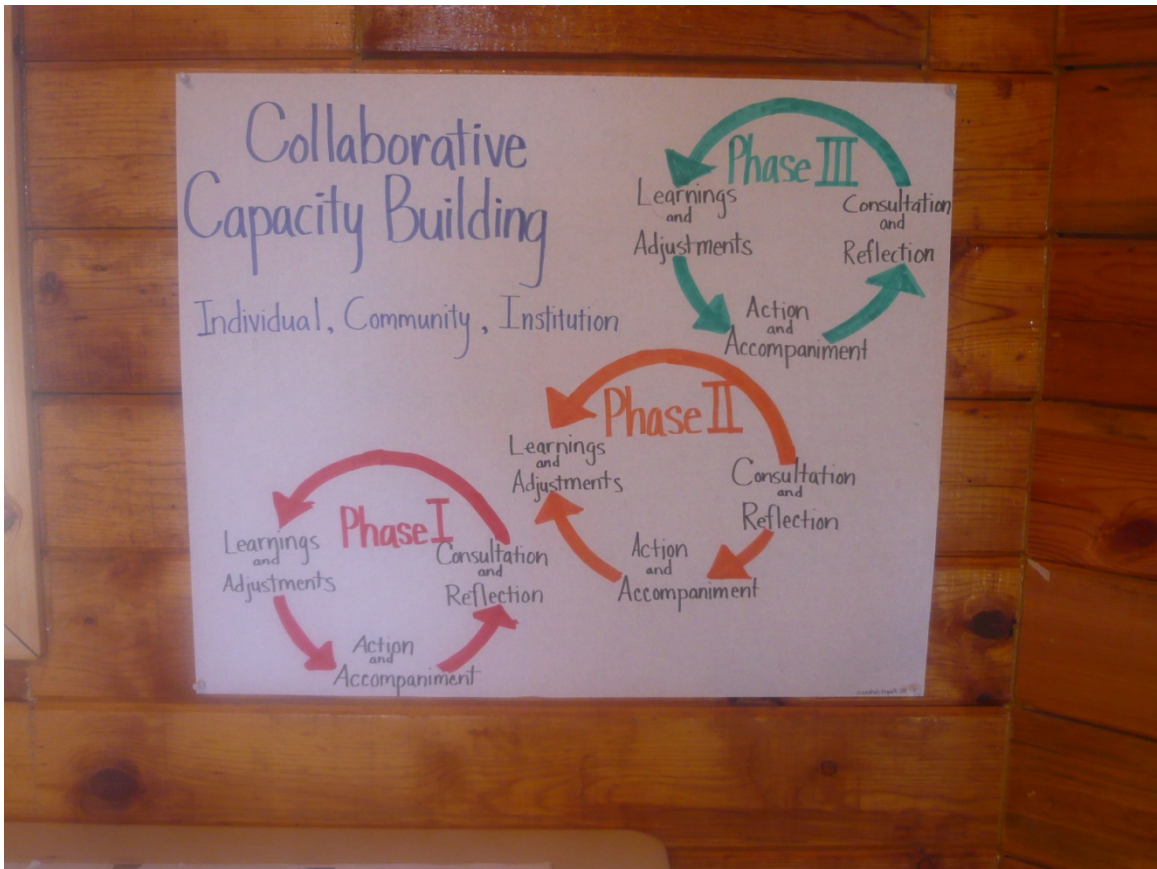 Collaborative
Capacity Building
Individual, Community, Institution
Phase III
Learnings
and
Adjustments
Consultation
and
Reflection
Action
and
Accompaniment
Phase II
Learnings
and
Adjustments
Consultation
and
Reflection
Action
and
Accompaniment
Phase I
Learnings
and
Adjustments
Consultation
and
Reflection
Action
and
Accompaniment